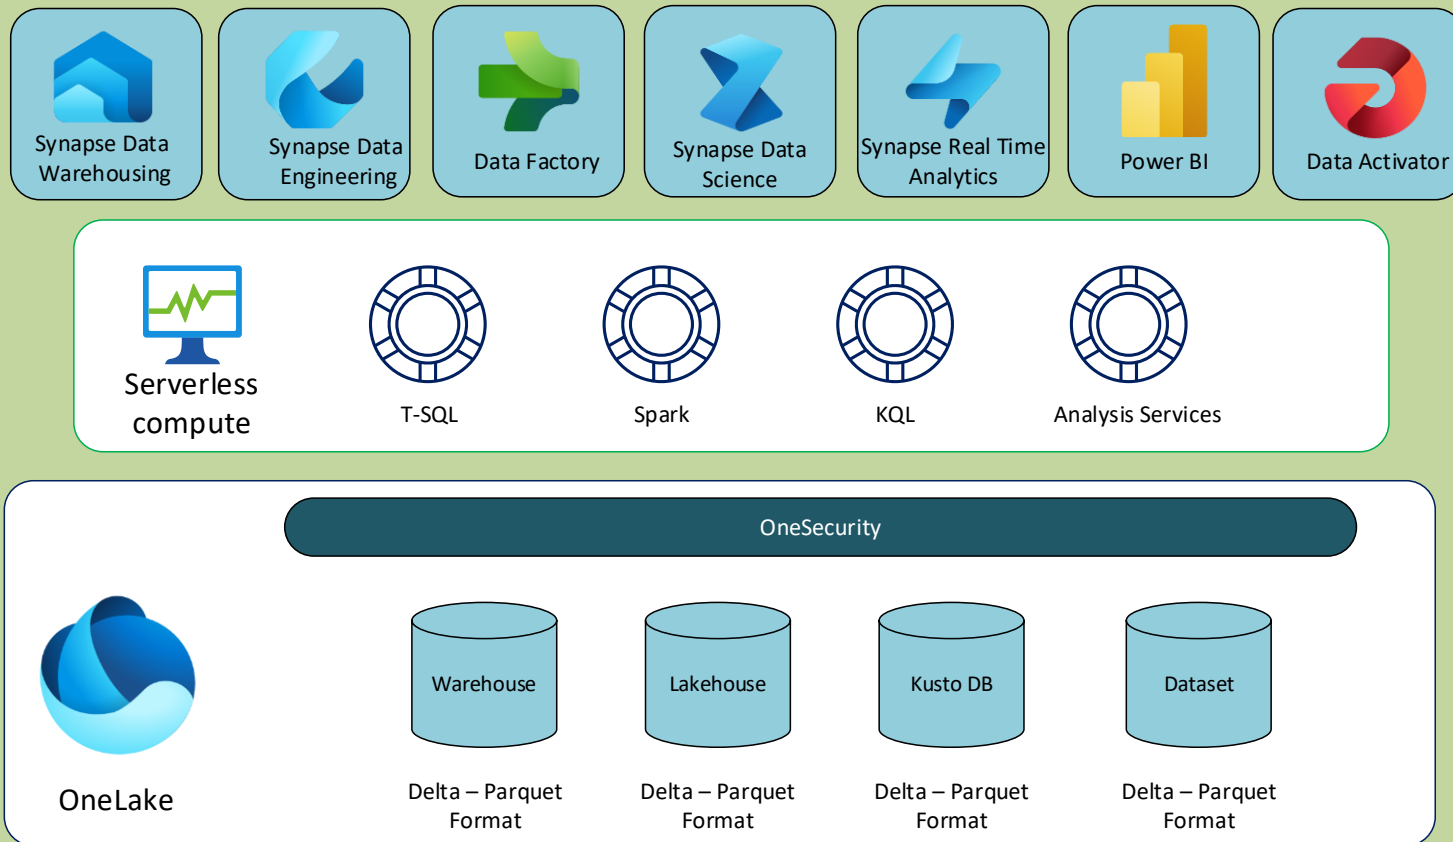 Synapse Data
Warehousing
Synapse Data
Engineering
Data Factory
Synapse Data
Science
Synapse Real Time
Analytics
Power BI
Data Activator
Serverless
compute
T-SQL
Spark
KQL
Analysis Services
OneSecurity
OneLake
Warehouse
Lakehouse
Kusto DB
Dataset
Delta – Parquet
Format
Delta – Parquet
Format
Delta – Parquet
Format
Delta – Parquet
Format